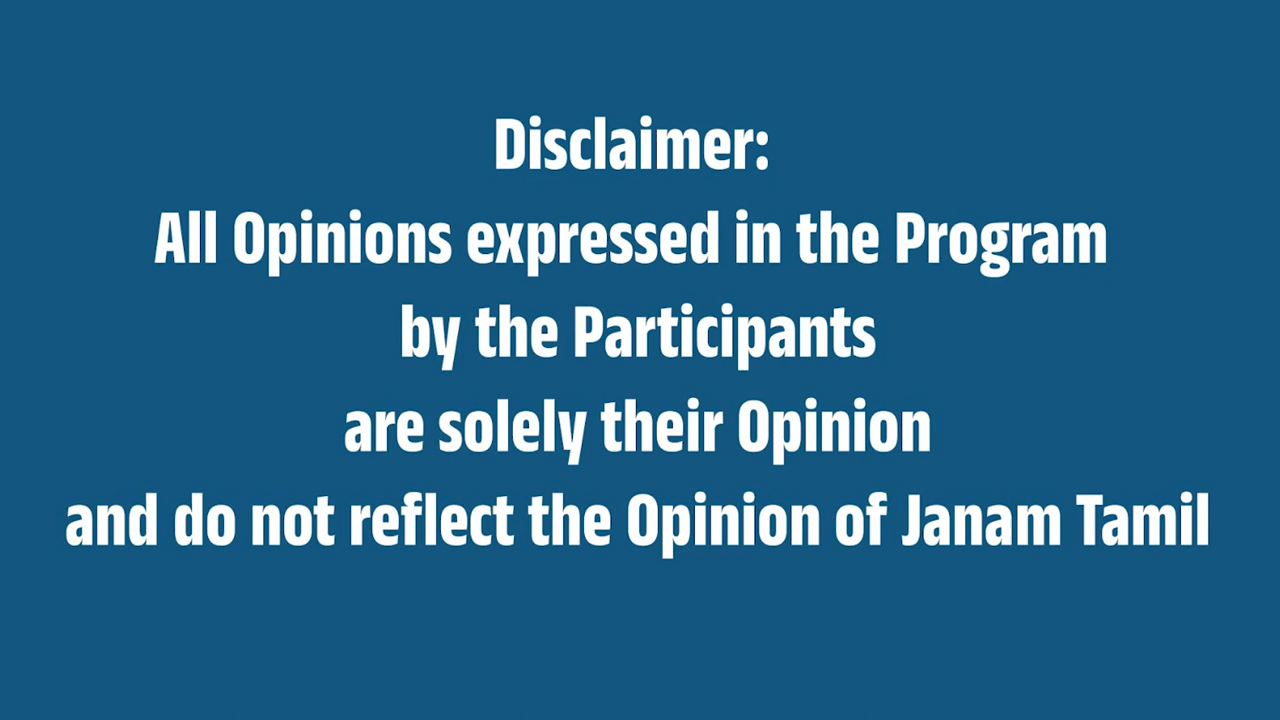 Disclaimer:
All Opinions expressed in the Program
by the Participants
are solely their Opinion
and do not reflect the Opinion of Janam Tamil